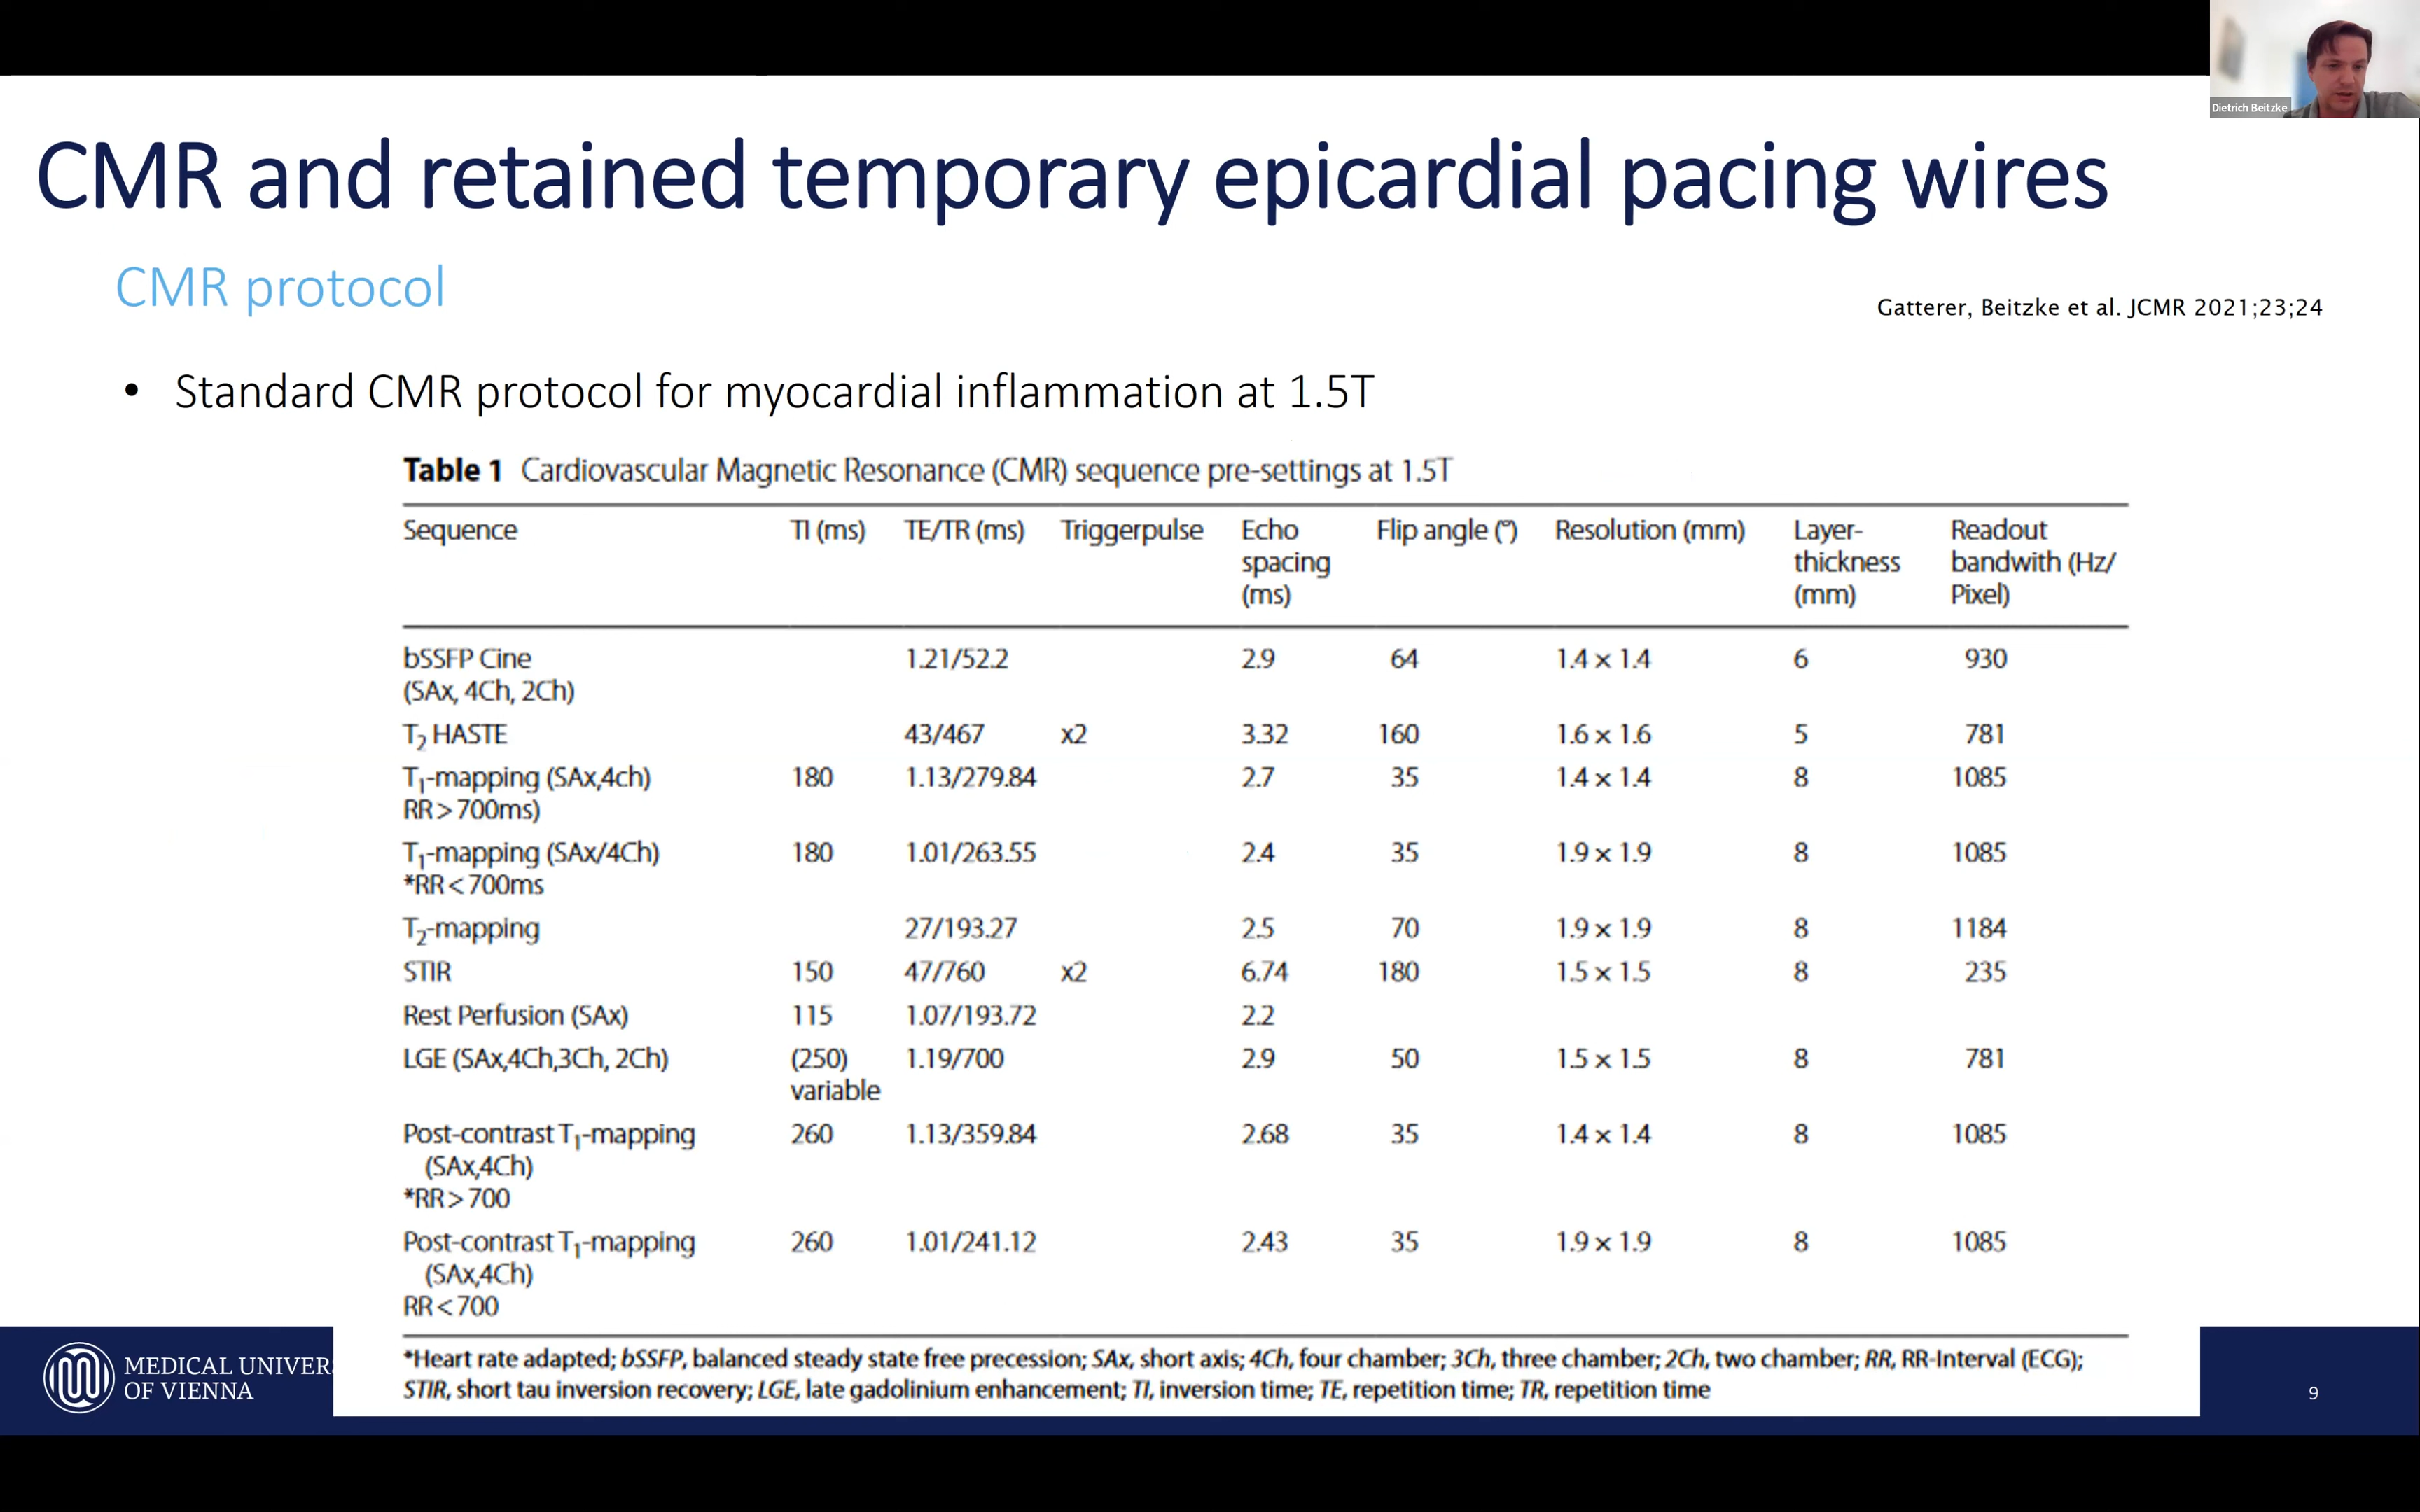 Dietrich Beitzke
CMR and retained temporary epicardial pacing wires
CMR protocol
Gatterer, Beitzke et al. JCMR 2021;23;24
• Standard CMR protocol for myocardial inflammation at 1.5T
Table 1 Cardiovascular Magnetic Resonance (CMR) sequence pre-settings at 1.5T
Sequence TI (ms) TE/TR (ms) Triggerpulse Echo spacing (ms) Flip angle (°) Resolution (mm) Layer-thickness (mm) Readout bandwith (Hz/Pixel)
bSSFP Cine 1.21/52.2 2.9 64 1.4 × 1.4 6 930
(SAx, 4Ch, 2Ch)
T2 HASTE 43/467 x2 3.32 160 1.6 × 1.6 5 781
T1-mapping (SAx,4ch) 180 1.13/279.84 2.7 35 1.4 × 1.4 8 1085
RR > 700ms)
T1-mapping (SAx/4Ch) 180 1.01/263.55 2.4 35 1.9 × 1.9 8 1085
*RR < 700ms
T2-mapping 27/193.27 2.5 70 1.9 × 1.9 8 1184
STIR 150 47/760 x2 6.74 180 1.5 × 1.5 8 235
Rest Perfusion (SAx) 115 1.07/193.72 2.2
LGE (SAx,4Ch,3Ch, 2Ch) (250) 1.19/700 2.9 50 1.5 × 1.5 8 781
variable
Post-contrast T1-mapping 260 1.13/359.84 2.68 35 1.4 × 1.4 8 1085
(SAx,4Ch)
*RR > 700
Post-contrast T1-mapping 260 1.01/241.12 2.43 35 1.9 × 1.9 8 1085
(SAx,4Ch)
RR < 700
*Heart rate adapted; bSSFP, balanced steady state free precession; SAx, short axis; 4Ch, four chamber; 3Ch, three chamber; 2Ch, two chamber; RR, RR-Interval (ECG);
STIR, short tau inversion recovery; LGE, late gadolinium enhancement; TI, inversion time; TE, repetition time; TR, repetition time
MEDICAL UNIVER
OF VIENNA
9